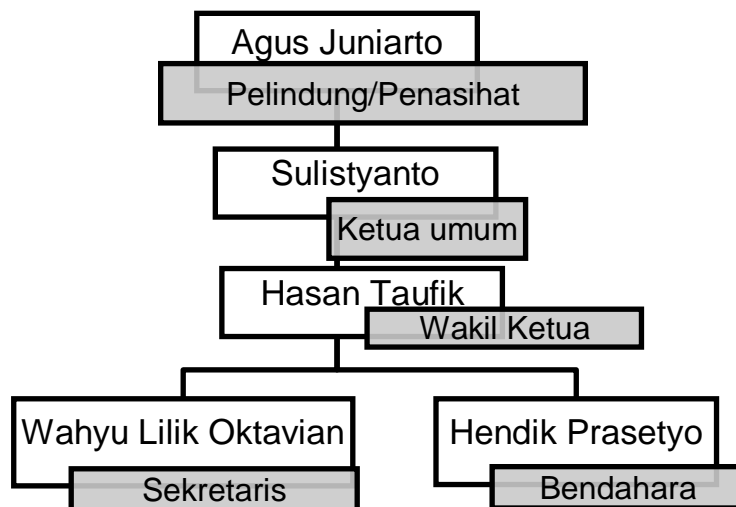 Agus Juniarto
Pelindung/Penasihat
Sulistyanto
Ketua umum
Hasan Taufik
Wakil Ketua
Wahyu Lilik Oktavian
Sekretaris
Hendik Prasetyo
Bendahara